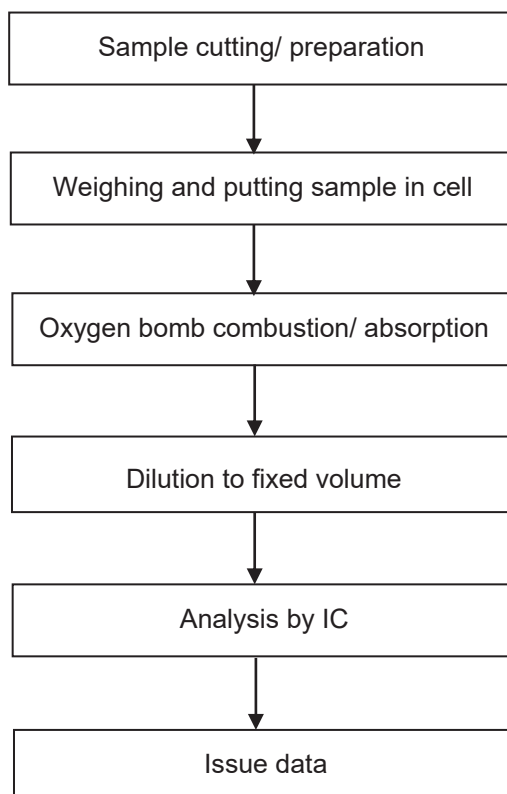 Sample cutting/ preparation
Weighing and putting sample in cell
Oxygen bomb combustion/ absorption
Dilution to fixed volume
Analysis by IC
Issue data